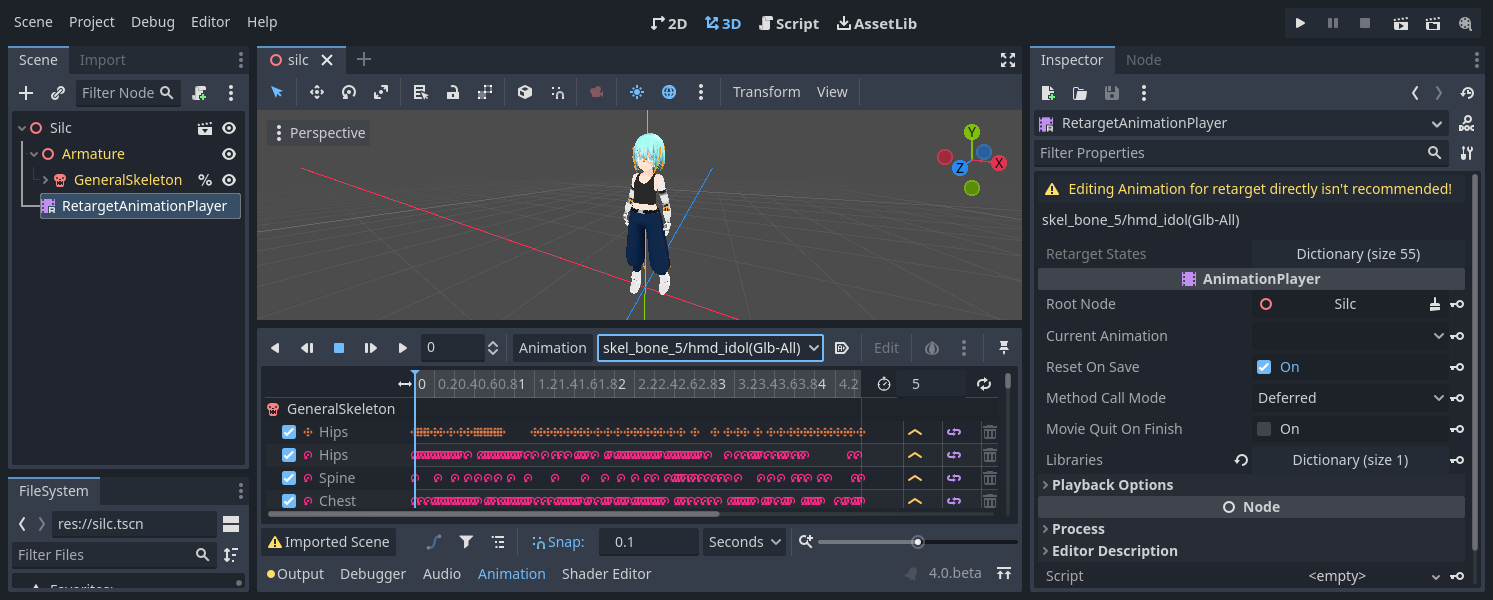 Scene Project Debug Editor Help
2D 3D Script AssetLib
Scene Import
Filter Node
Silc
Armature
GeneralSkeleton %
RetargetAnimationPlayer
FileSystem
res://silc.tscn
Filter Files
Favorites:
silc
Transform View
Perspective
Y
X
Z
0 Animation skel_bone_5/hmd_idol(Glb-All) Edit
0 0.20.40.60.81 1.21.41.61.82 2.22.42.62.83 3.23.43.63.84 4.2 5
GeneralSkeleton
Hips
Hips
Spine
Chest
Imported Scene Snap: 0.1 Seconds
Output Debugger Audio Animation Shader Editor 4.0.beta
Inspector Node
RetargetAnimationPlayer
Filter Properties
Editing Animation for retarget directly isn't recommended!
skel_bone_5/hmd_idol(Glb-All)
Retarget States Dictionary (size 55)
AnimationPlayer
Root Node Silc
Current Animation
Reset On Save On
Method Call Mode Deferred
Movie Quit On Finish On
Libraries Dictionary (size 1)
Playback Options
Node
Process
Editor Description
Script <empty>